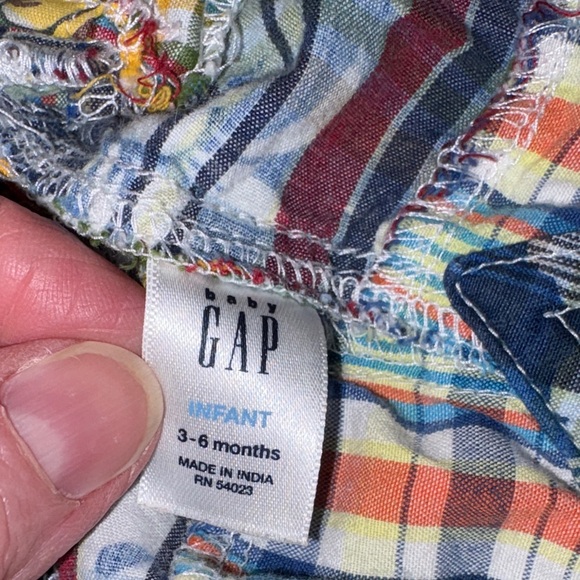 baby
GAP
INFANT
3-6 months
MADE IN INDIA
RN 54023